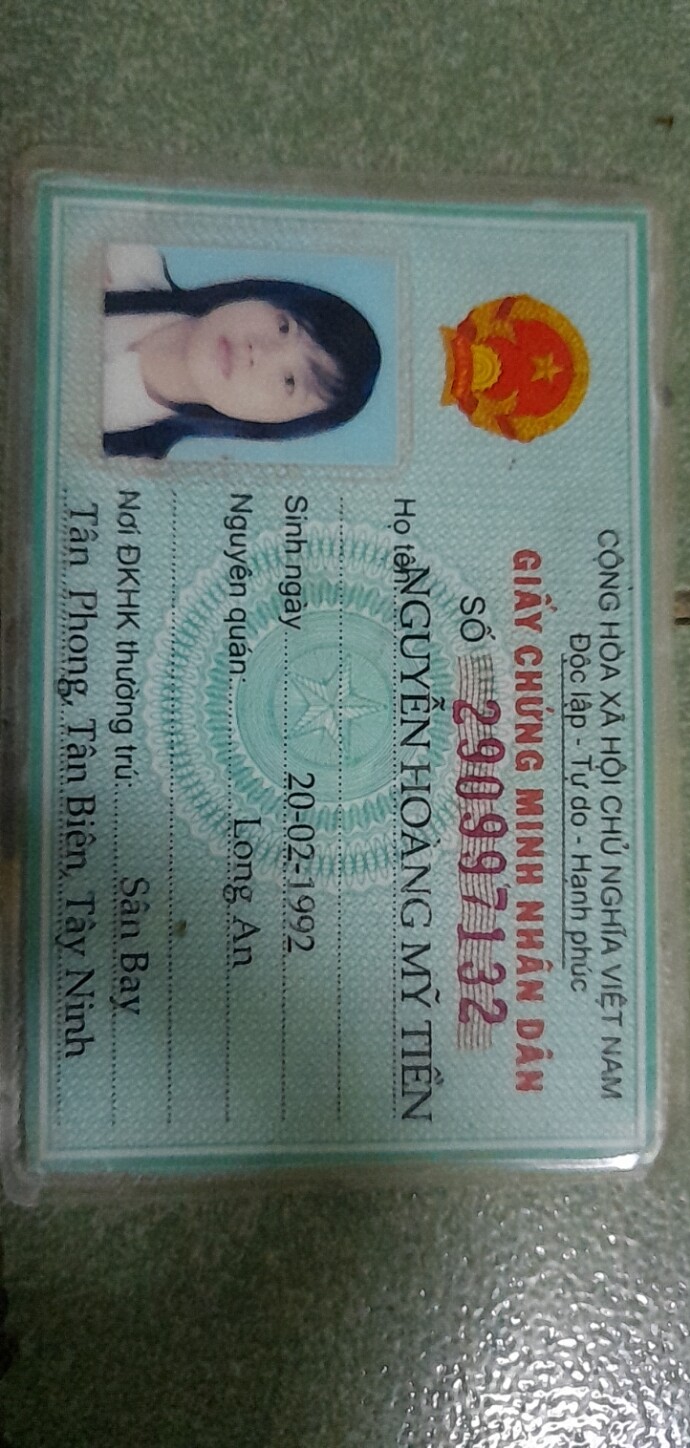 CỘNG HÒA XÃ HỘI CHỦ NGHĨA VIỆT NAM
Độc lập - Tự do - Hạnh phúc
GIẤY CHỨNG MINH NHÂN DÂN
SỐ 290997132
Họ tên NGUYỄN HOÀNG MỸ TIÊN
Sinh ngày 20-02-1992
Nguyên quán: Long An
Nơi ĐKHK thường trú: Sân Bay
Tân Phong, Tân Biên, Tây Ninh